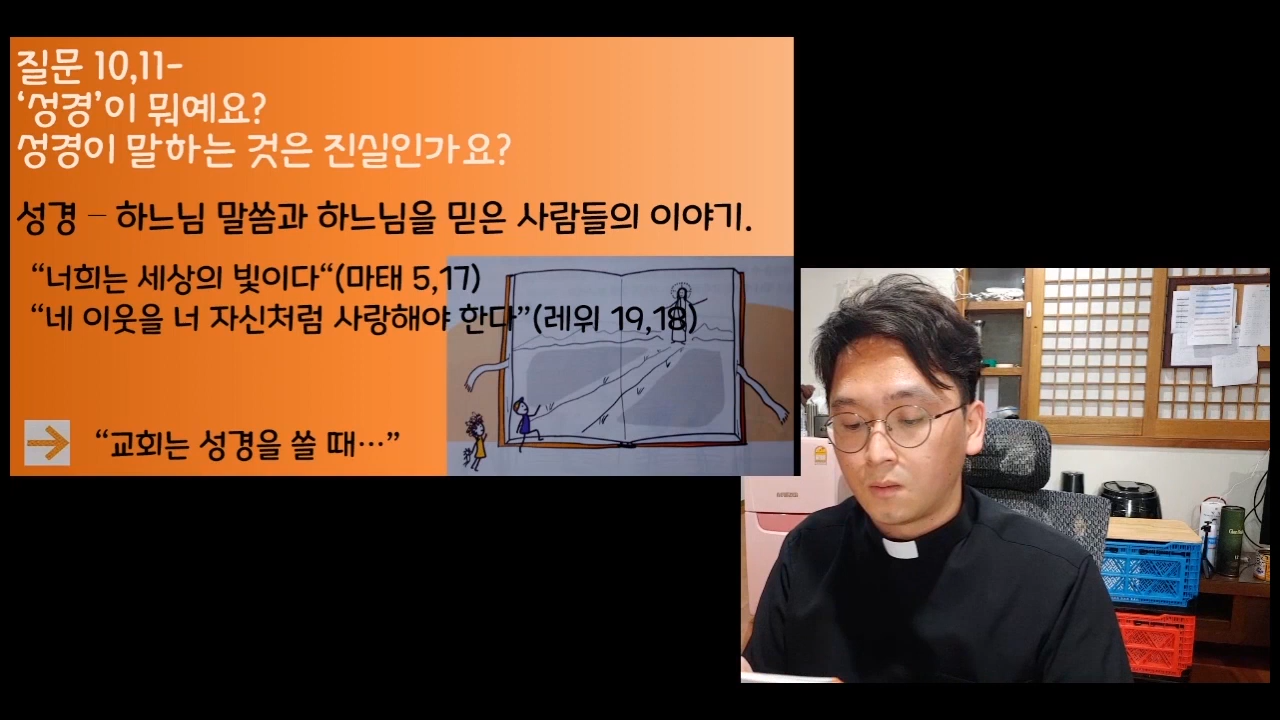 질문 10,11-
‘성경’이 뭐예요?
성경이 말하는 것은 진실인가요?
성경 – 하느님 말씀과 하느님을 믿은 사람들의 이야기.
“너희는 세상의 빛이다“(마태 5,17)
“네 이웃을 너 자신처럼 사랑해야 한다”(레위 19,18)
“교회는 성경을 쓸 때…”